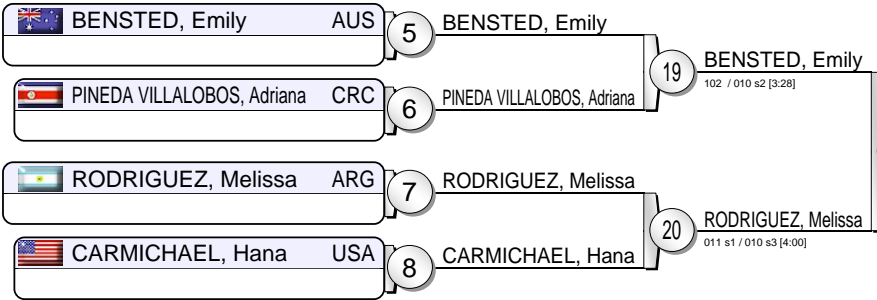 BENSTED, Emily AUS 5 BENSTED, Emily
19 BENSTED, Emily
102 / 010 s2 [3:28]
PINEDA VILLALOBOS, Adriana CRC 6 PINEDA VILLALOBOS, Adriana
RODRIGUEZ, Melissa ARG 7 RODRIGUEZ, Melissa
20 RODRIGUEZ, Melissa
011 s1 / 010 s3 [4:00]
CARMICHAEL, Hana USA 8 CARMICHAEL, Hana